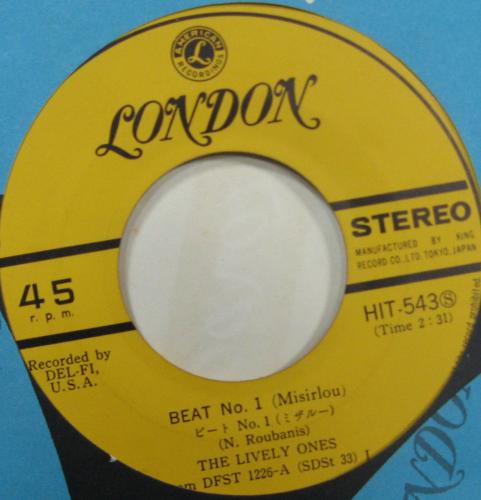 AMERICAN
L
RECORDINGS
LONDON
STEREO
MANUFACTURED BY KING
RECORD CO., LTD. TOKYO, JAPAN
45
r. p. m.
HIT-543Ⓢ
(Time 2 : 31)
Recorded by
DEL-FI,
U.S.A.
BEAT No. 1 (Misirlou)
ビート No. 1 (ミザルー)
(N. Roubanis)
THE LIVELY ONES
DFST 1226-A (SDSt 33)
prohibited
LONDON